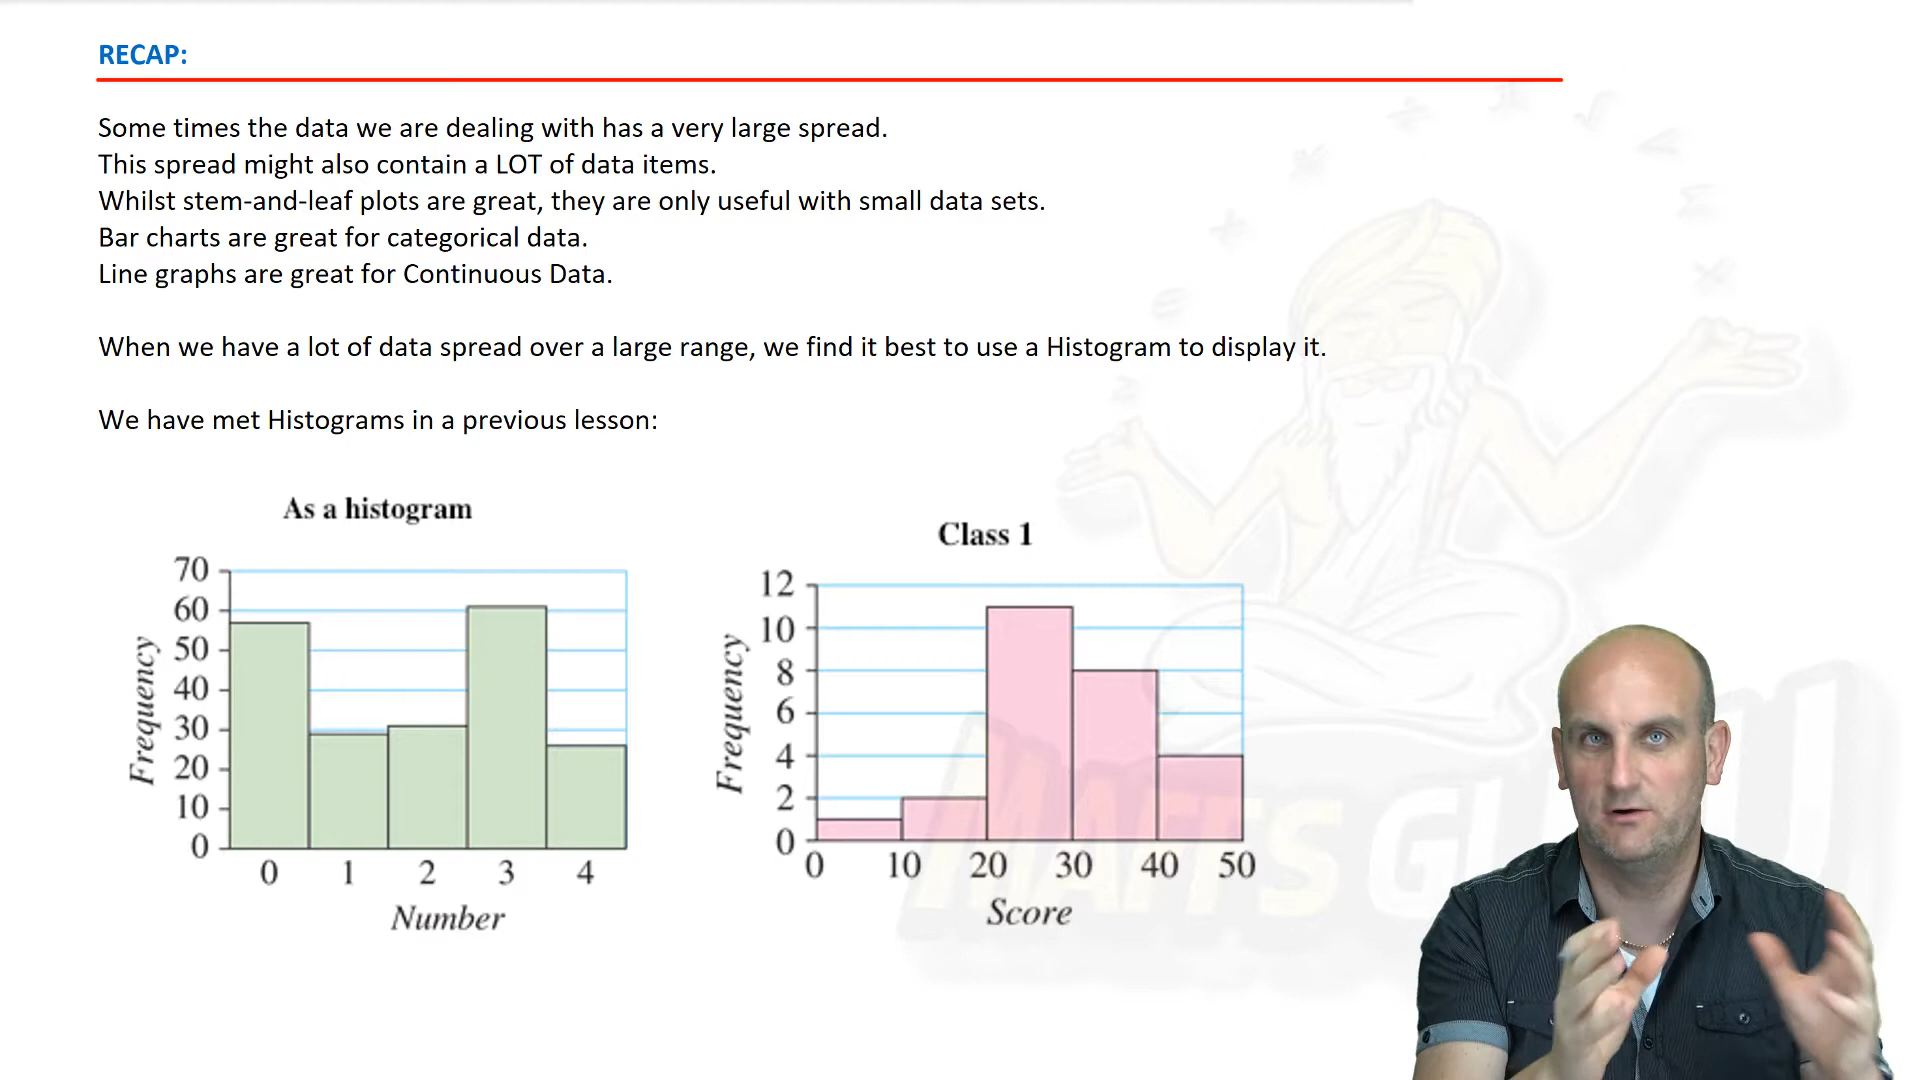 RECAP:
Some times the data we are dealing with has a very large spread.
This spread might also contain a LOT of data items.
Whilst stem-and-leaf plots are great, they are only useful with small data sets.
Bar charts are great for categorical data.
Line graphs are great for Continuous Data.
When we have a lot of data spread over a large range, we find it best to use a Histogram to display it.
We have met Histograms in a previous lesson:
As a histogram
70
60
50
40
30
20
10
0
Frequency
0 1 2 3 4
Number
Class 1
12
10
8
6
4
2
0
Frequency
0 10 20 30 40 50
Score
MAFFS GURU